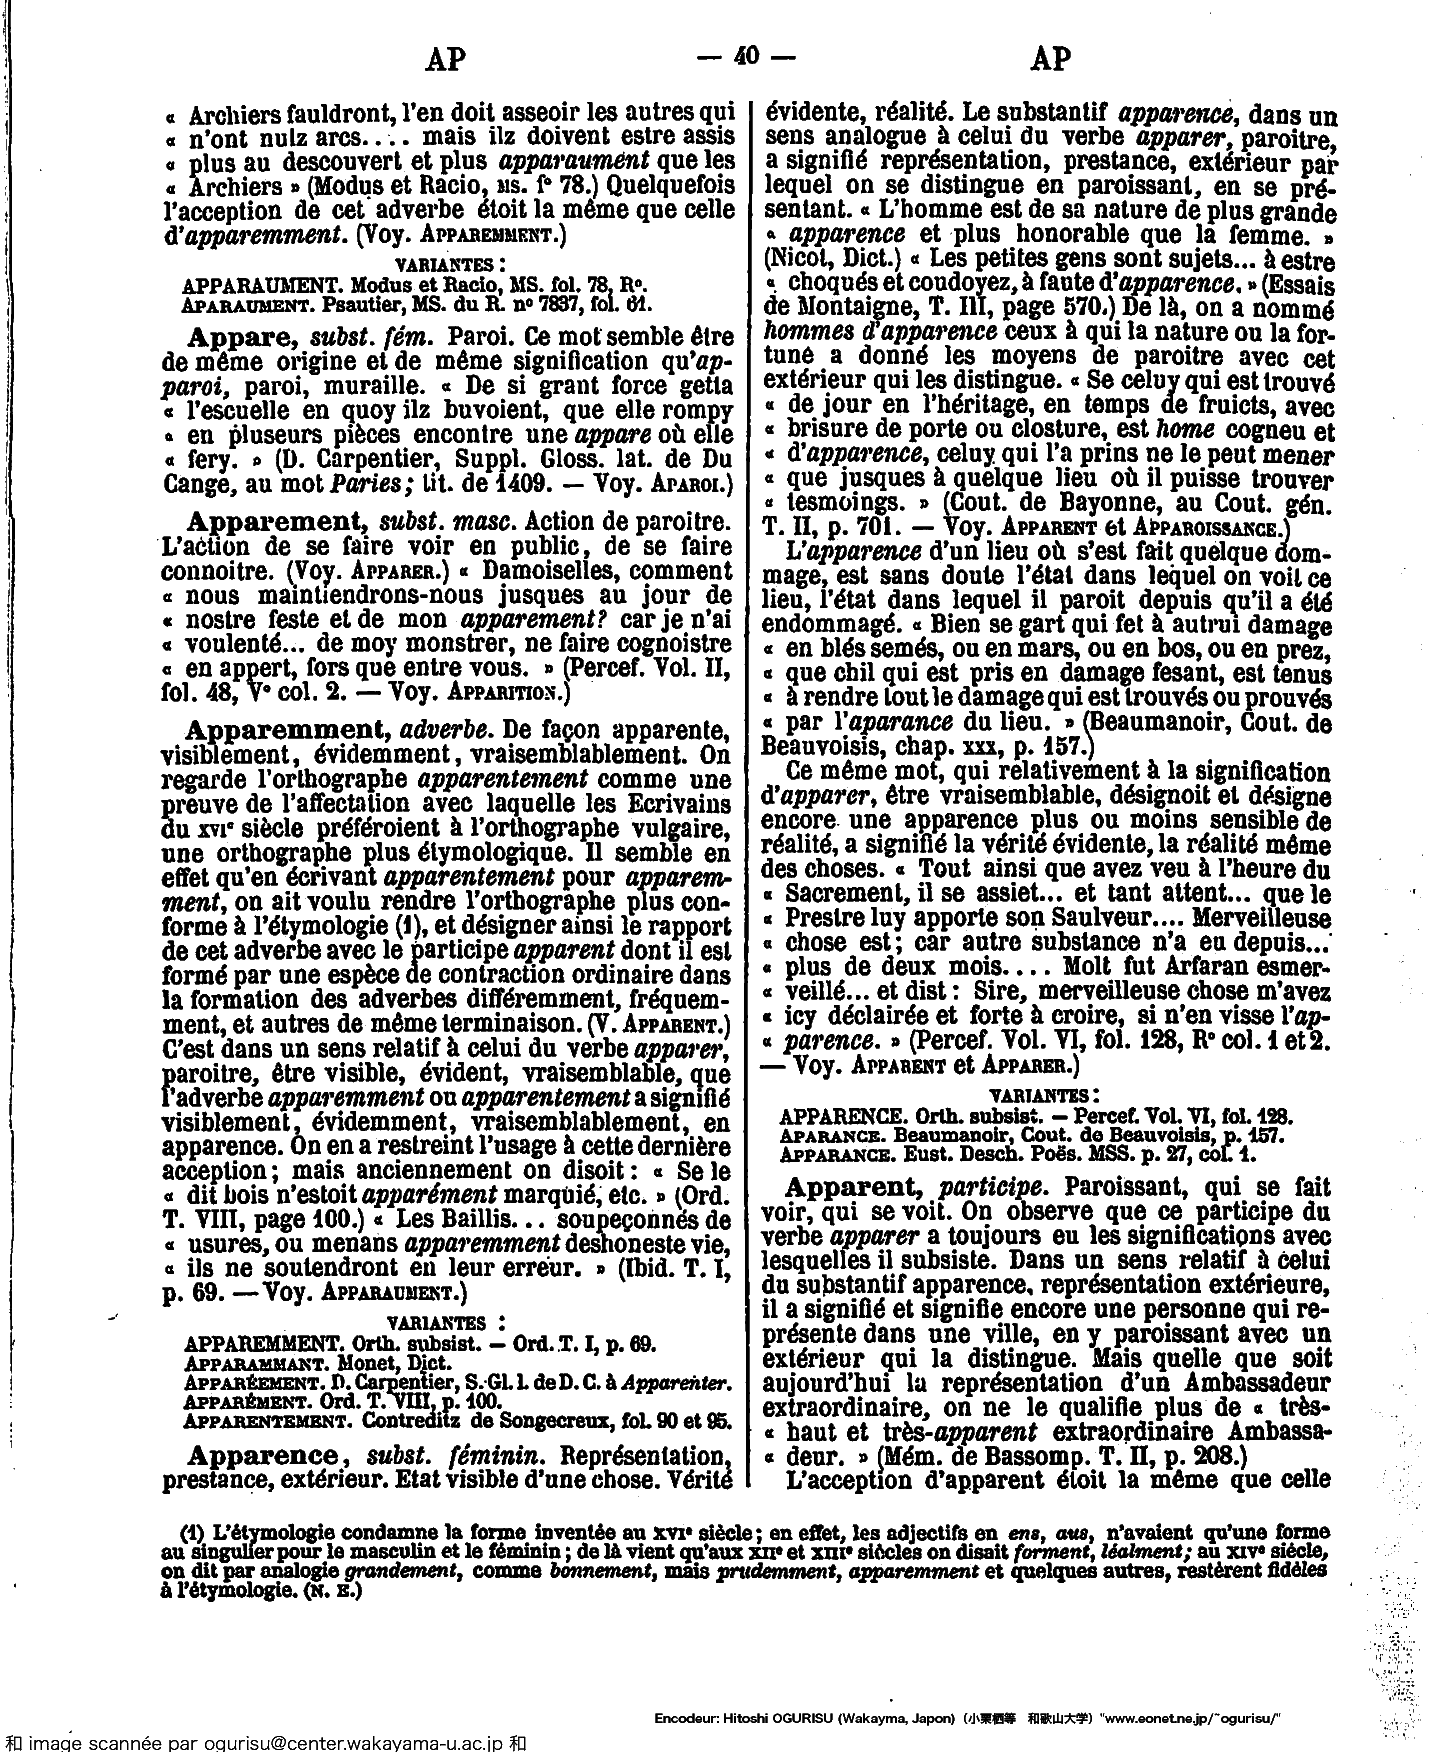 AP — 40 — AP
« Archiers fauldront, l'en doit asseoir les autres qui
« n'ont nulz arcs.... mais ilz doivent estre assis
« plus au descouvert et plus apparaument que les
« Archiers » (Modus et Racio, MS. f° 78.) Quelquefois
l'acception de cet adverbe étoit la même que celle
d'apparemment. (Voy. APPAREMMENT.)
VARIANTES :
APPARAUMENT. Modus et Racio, MS. fol. 78, R°.
APARAUMENT. Psautier, MS. du R. n° 7837, fol. 61.
Appare, subst. fém. Paroi. Ce mot semble être
de même origine et de même signification qu'ap-
paroi, paroi, muraille. « De si grant force getta
« l'escuelle en quoy ilz buvoient, que elle rompy
« en pluseurs pièces encontre une appare où elle
« fery. » (D. Carpentier, Suppl. Gloss. lat. de Du
Cange, au mot Paries; lit. de 1409. — Voy. APAROI.)
Apparement, subst. masc. Action de paroitre.
L'action de se faire voir en public, de se faire
connoitre. (Voy. APPARER.) « Damoiselles, comment
« nous maintiendrons-nous jusques au jour de
« nostre feste et de mon apparement? car je n'ai
« voulenté... de moy monstrer, ne faire cognoistre
« en appert, fors que entre vous. » (Percef. Vol. II,
fol. 48, V° col. 2. — Voy. APPARITION.)
Apparemment, adverbe. De façon apparente,
visiblement, évidemment, vraisemblablement. On
regarde l'orthographe apparentement comme une
preuve de l'affectation avec laquelle les Ecrivains
du XVIe siècle préféroient à l'orthographe vulgaire,
une orthographe plus étymologique. Il semble en
effet qu'en écrivant apparentement pour apparem-
ment, on ait voulu rendre l'orthographe plus con-
forme à l'étymologie (1), et désigner ainsi le rapport
de cet adverbe avec le participe apparent dont il est
formé par une espèce de contraction ordinaire dans
la formation des adverbes différemment, fréquem-
ment, et autres de même terminaison. (V. APPARENT.)
C'est dans un sens relatif à celui du verbe apparer,
paroitre, être visible, évident, vraisemblable, que
l'adverbe apparemment ou apparentement a signifié
visiblement, évidemment, vraisemblablement, en
apparence. On en a restreint l'usage à cette dernière
acception; mais anciennement on disoit : « Se le
« dit bois n'estoit apparément marquié, etc. » (Ord.
T. VIII, page 100.) « Les Baillis... soupeçonnés de
« usures, ou menans apparemment deshoneste vie,
« ils ne soutendront en leur erreur. » (Ibid. T. I,
p. 69. — Voy. APPARAUMENT.)
VARIANTES :
APPAREMMENT. Orth. subsist. — Ord. T. I, p. 69.
APPARAMMANT. Monet, Dict.
APPARÉEMENT. D. Carpentier, S. Gl. l. de D. C. à Apparenter.
APPARÉMENT. Ord. T. VIII, p. 100.
APPARENTEMENT. Contreditz de Songecreux, fol. 90 et 95.
Apparence, subst. féminin. Représentation,
prestance, extérieur. Etat visible d'une chose. Vérité
évidente, réalité. Le substantif apparence, dans un
sens analogue à celui du verbe apparer, paroitre,
a signifié représentation, prestance, extérieur par
lequel on se distingue en paroissant, en se pré-
sentant. « L'homme est de sa nature de plus grande
« apparence et plus honorable que la femme. »
(Nicot, Dict.) « Les petites gens sont sujets... à estre
« choqués et coudoyez, à faute d'apparence. » (Essais
de Montaigne, T. III, page 570.) De là, on a nommé
hommes d'apparence ceux à qui la nature ou la for-
tune a donné les moyens de paroitre avec cet
extérieur qui les distingue. « Se celuy qui est trouvé
« de jour en l'héritage, en temps de fruicts, avec
« brisure de porte ou closture, est home cogneu et
« d'apparence, celuy qui l'a prins ne le peut mener
« que jusques à quelque lieu où il puisse trouver
« tesmoings. » (Cout. de Bayonne, au Cout. gén.
T. II, p. 701. — Voy. APPARENT et APPAROISSANCE.)
L'apparence d'un lieu où s'est fait quelque dom-
mage, est sans doute l'état dans lequel on voit ce
lieu, l'état dans lequel il paroit depuis qu'il a été
endommagé. « Bien se gart qui fet à autrui damage
« en blés semés, ou en mars, ou en bos, ou en prez,
« que chil qui est pris en damage fesant, est tenus
« à rendre tout le damage qui est trouvés ou prouvés
« par l'aparance du lieu. » (Beaumanoir, Cout. de
Beauvoisis, chap. XXX, p. 157.)
Ce même mot, qui relativement à la signification
d'apparer, être vraisemblable, désignoit et désigne
encore une apparence plus ou moins sensible de
réalité, a signifié la vérité évidente, la réalité même
des choses. « Tout ainsi que avez veu à l'heure du
« Sacrement, il se assiet... et tant attent... que le
« Prestre luy apporte son Saulveur.... Merveilleuse
« chose est; car autre substance n'a eu depuis...
« plus de deux mois.... Molt fut Arfaran esmer-
« veillé... et dist : Sire, merveilleuse chose m'avez
« icy déclairée et forte à croire, si n'en visse l'ap-
« parence. » (Percef. Vol. VI, fol. 128, R° col. 1 et 2.
— Voy. APPARENT et APPARER.)
VARIANTES :
APPARENCE. Orth. subsist. — Percef. Vol. VI, fol. 128.
APARANCE. Beaumanoir, Cout. de Beauvoisis, p. 157.
APPARANCE. Eust. Desch. Poës. MSS. p. 27, col. 1.
Apparent, participe. Paroissant, qui se fait
voir, qui se voit. On observe que ce participe du
verbe apparer a toujours eu les significations avec
lesquelles il subsiste. Dans un sens relatif à celui
du substantif apparence, représentation extérieure,
il a signifié et signifie encore une personne qui re-
présente dans une ville, en y paroissant avec un
extérieur qui la distingue. Mais quelle que soit
aujourd'hui la représentation d'un Ambassadeur
extraordinaire, on ne le qualifie plus de « très-
« haut et très-apparent extraordinaire Ambassa-
« deur. » (Mém. de Bassomp. T. II, p. 208.)
L'acception d'apparent étoit la même que celle
(1) L'étymologie condamne la forme inventée au XVIe siècle; en effet, les adjectifs en ens, aus, n'avaient qu'une forme
au singulier pour le masculin et le féminin; de là vient qu'aux XIIe et XIIIe siècles on disait forment, léalment; au XIVe siècle,
on dit par analogie grandement, comme bonnement, mais prudemment, apparemment et quelques autres, restèrent fidèles
à l'étymologie. (N. E.)
Encodeur: Hitoshi OGURISU (Wakayma, Japon) (小栗栖等 和歌山大学) "www.eonet.ne.jp/~ogurisu/"
和 image scannée par ogurisu@center.wakayama-u.ac.jp 和